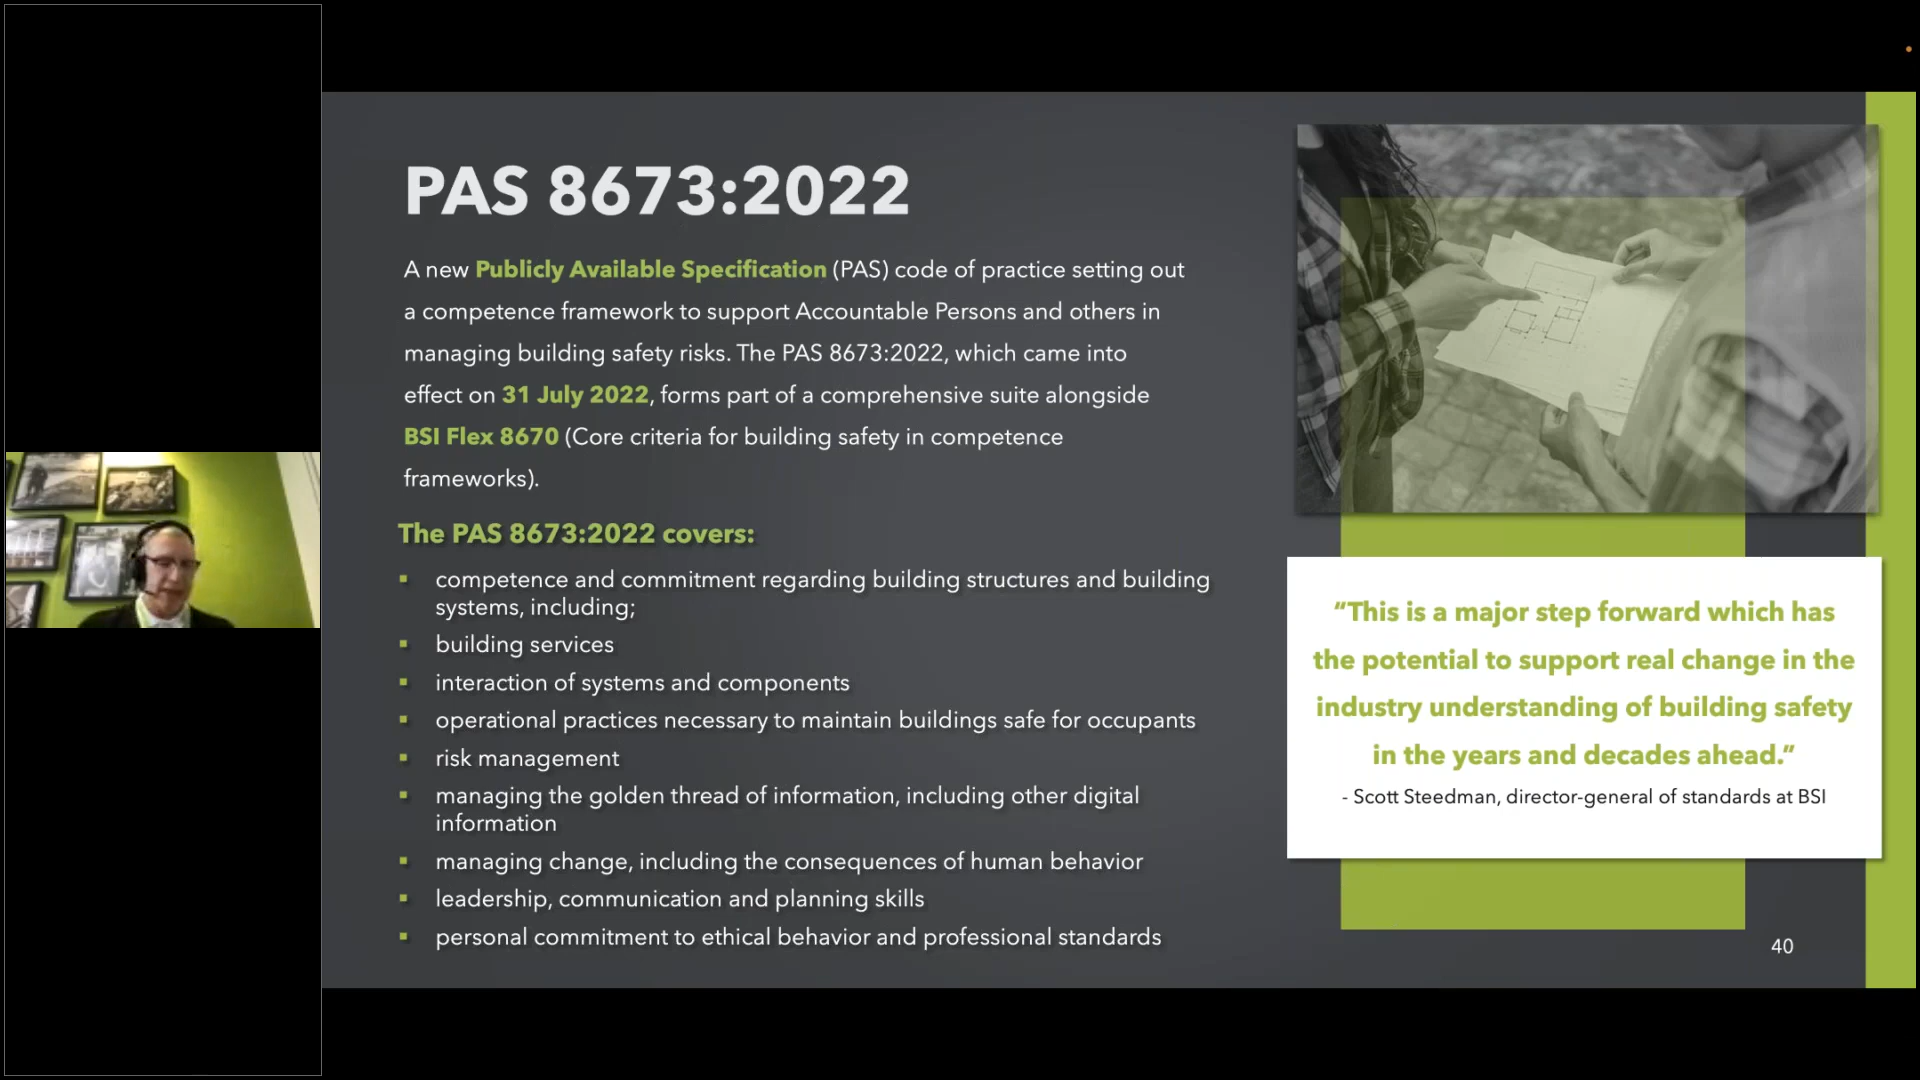 PAS 8673:2022
A new Publicly Available Specification (PAS) code of practice setting out
a competence framework to support Accountable Persons and others in
managing building safety risks. The PAS 8673:2022, which came into
effect on 31 July 2022, forms part of a comprehensive suite alongside
BSI Flex 8670 (Core criteria for building safety in competence
frameworks).
The PAS 8673:2022 covers:
▪ competence and commitment regarding building structures and building
systems, including;
▪ building services
▪ interaction of systems and components
▪ operational practices necessary to maintain buildings safe for occupants
▪ risk management
▪ managing the golden thread of information, including other digital
information
▪ managing change, including the consequences of human behavior
▪ leadership, communication and planning skills
▪ personal commitment to ethical behavior and professional standards
“This is a major step forward which has
the potential to support real change in the
industry understanding of building safety
in the years and decades ahead.”
- Scott Steedman, director-general of standards at BSI
40